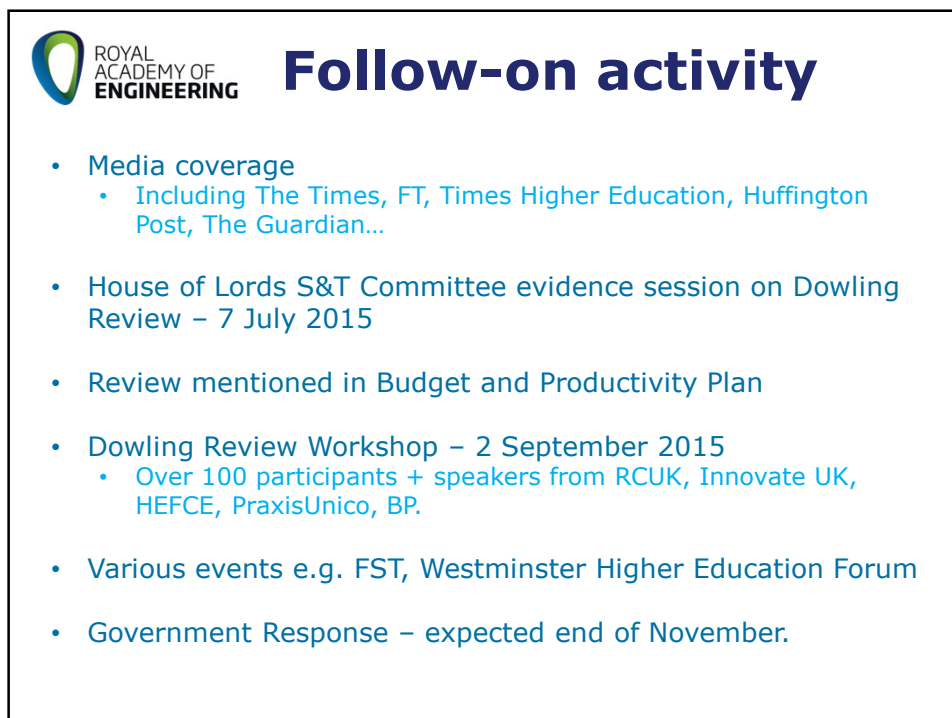 ROYAL
ACADEMY OF
ENGINEERING
Follow-on activity
• Media coverage
• Including The Times, FT, Times Higher Education, Huffington
Post, The Guardian…
• House of Lords S&T Committee evidence session on Dowling
Review – 7 July 2015
• Review mentioned in Budget and Productivity Plan
• Dowling Review Workshop – 2 September 2015
• Over 100 participants + speakers from RCUK, Innovate UK,
HEFCE, PraxisUnico, BP.
• Various events e.g. FST, Westminster Higher Education Forum
• Government Response – expected end of November.